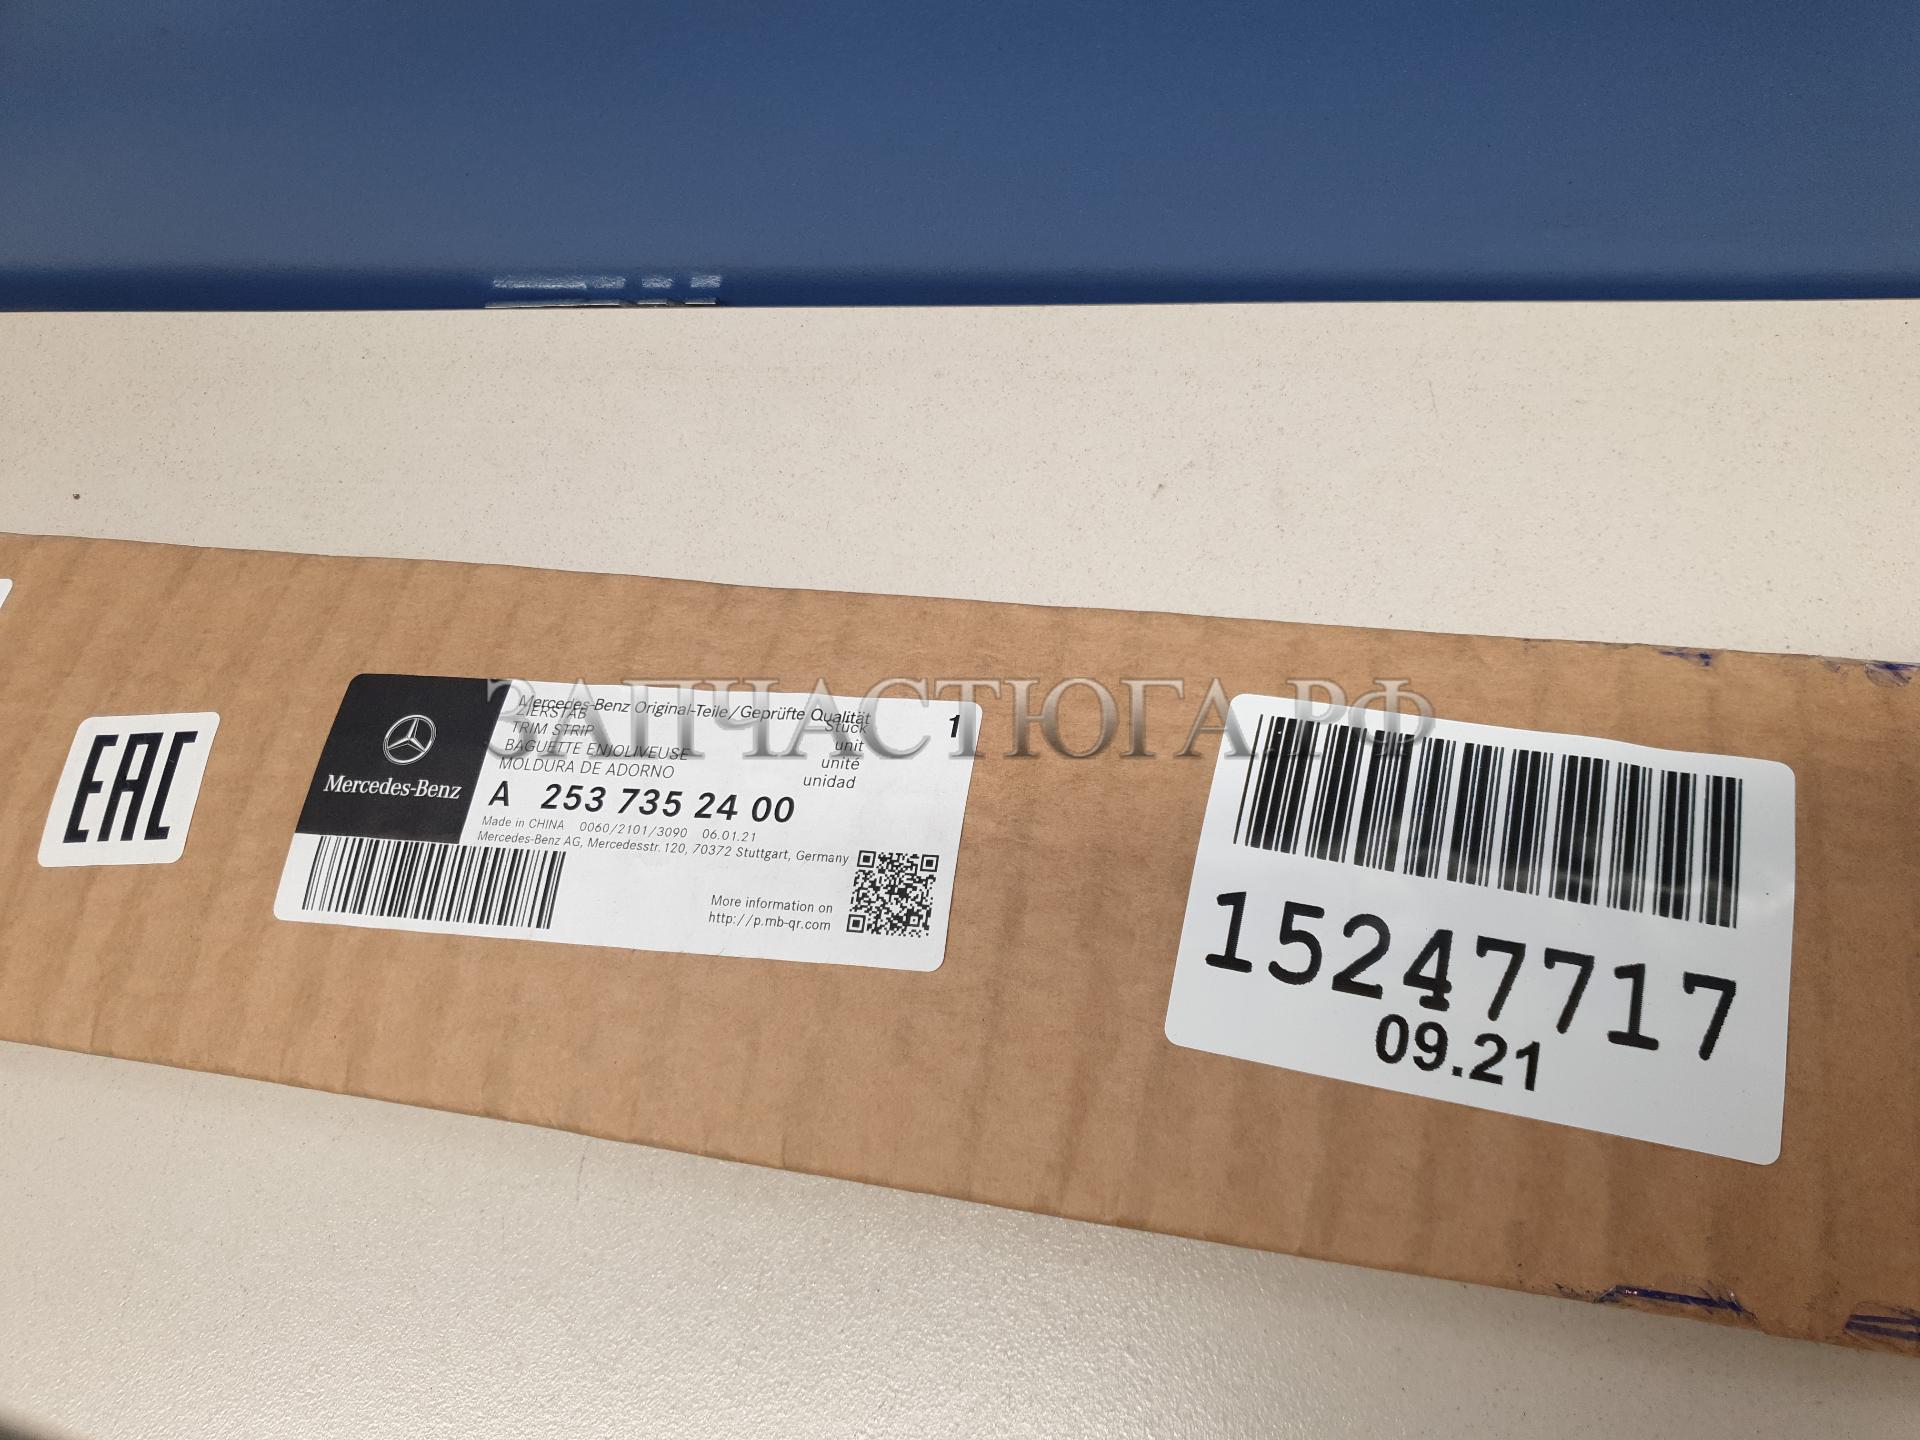 ЗАПЧАСТЮГА.РФ
EAC
Mercedes-Benz
Mercedes-Benz Original-Teile/Geprüfte Qualität
ZIERSTAB
TRIM STRIP
BAGUETTE ENJOLIVEUSE
MOLDURA DE ADORNO
Stück
unit
unité
unidad
1
A 253 735 24 00
Made in CHINA 0060/2101/3090 06.01.21
Mercedes-Benz AG, Mercedesstr. 120, 70372 Stuttgart, Germany
More information on
http://p.mb-qr.com
15247717
09.21